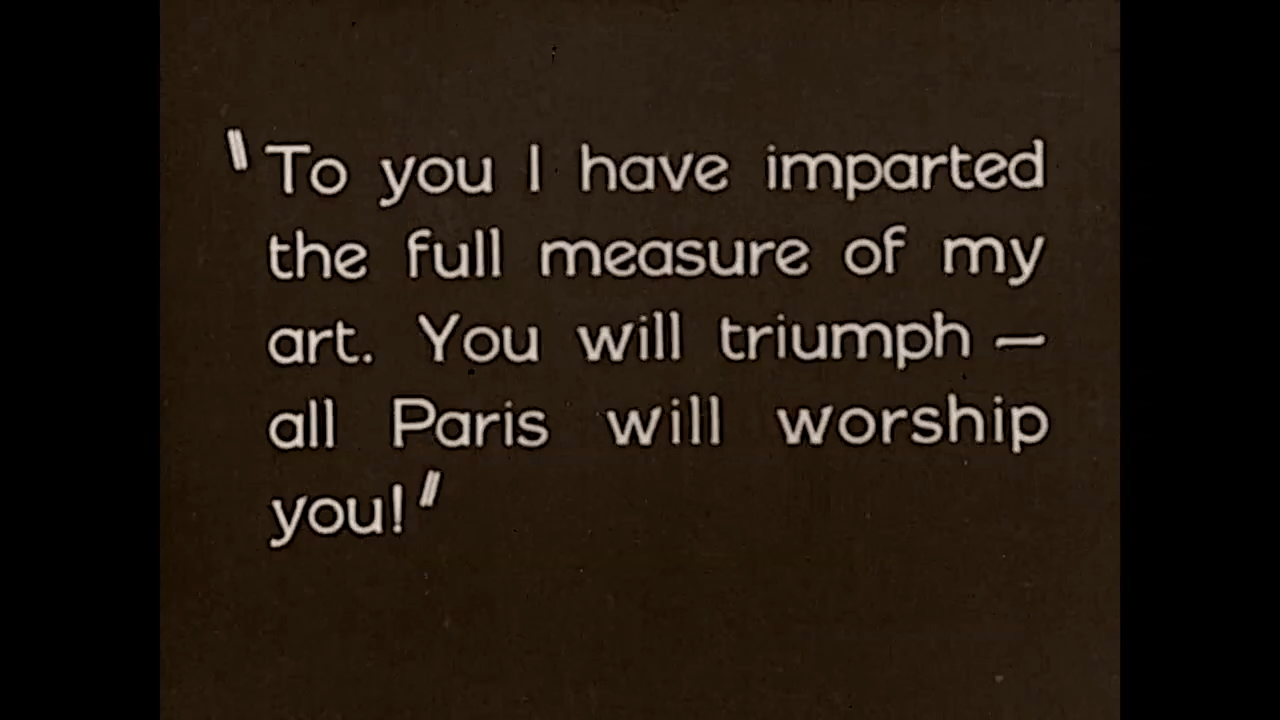 "To you I have imparted
the full measure of my
art. You will triumph —
all Paris will worship
you!"